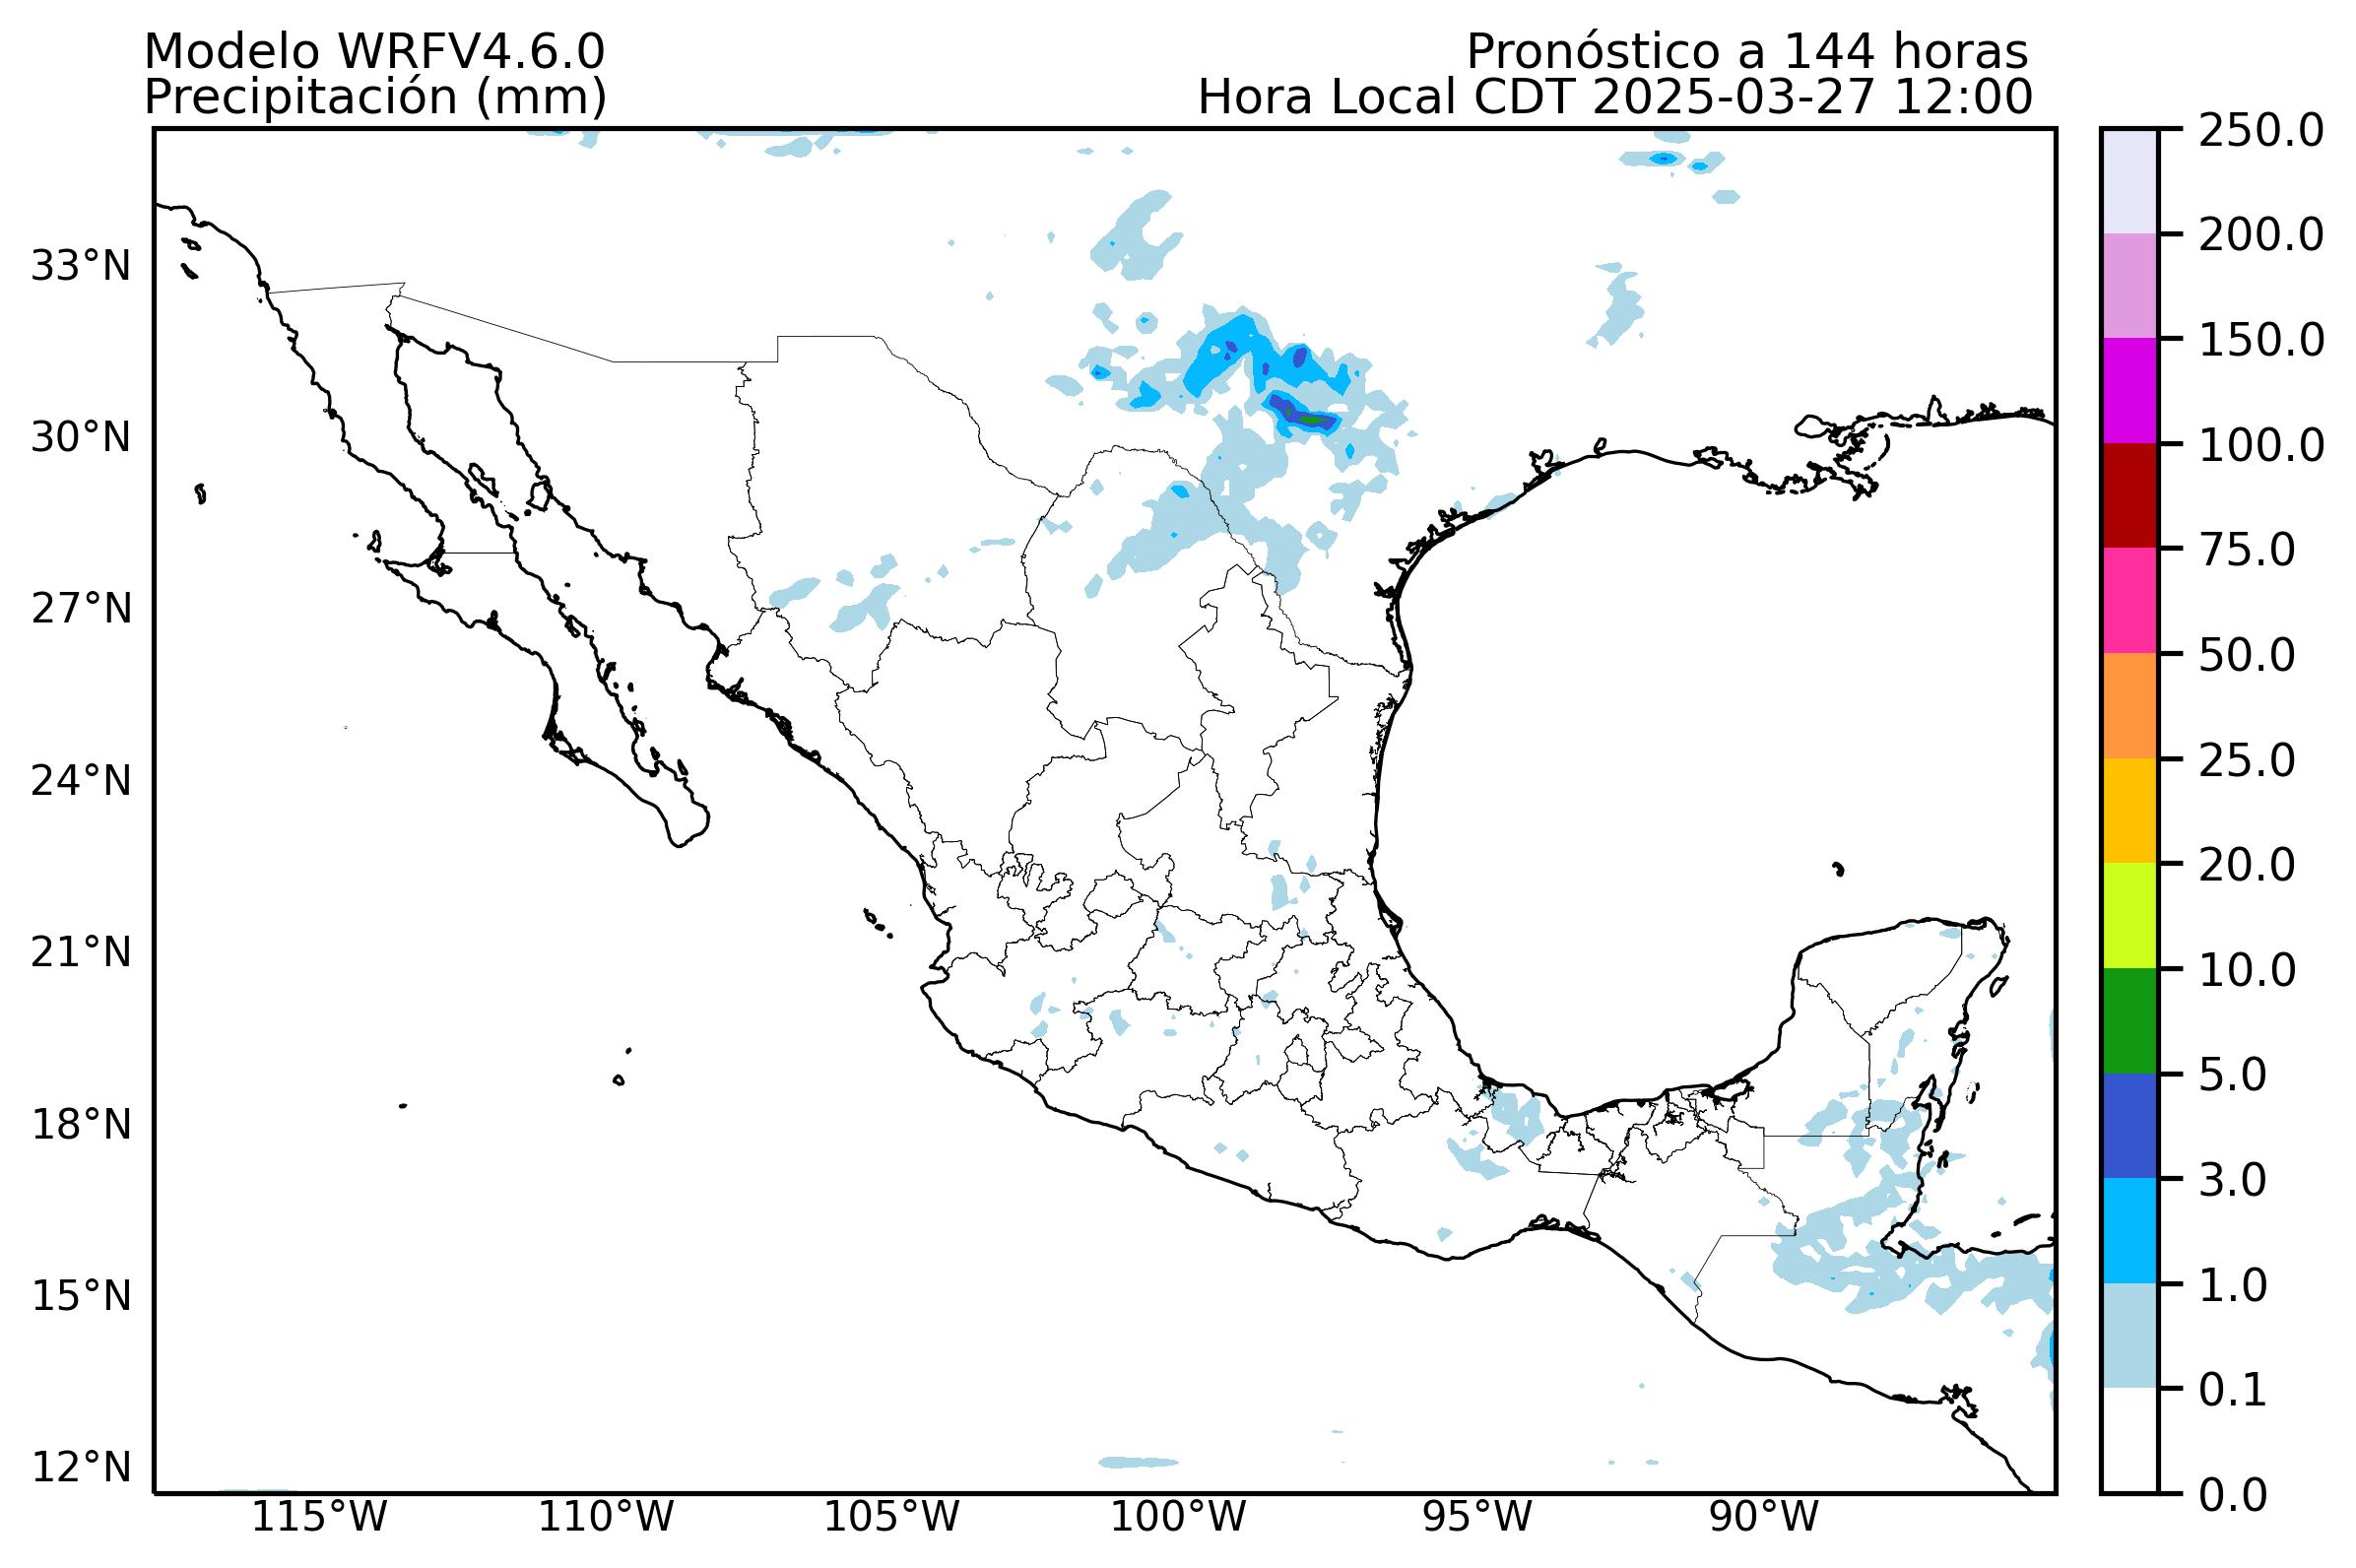 Modelo WRFV4.6.0
Pronóstico a 144 horas
Precipitación (mm)
Hora Local CDT 2025-03-27 12:00
33°N
30°N
27°N
24°N
21°N
18°N
15°N
12°N
115°W
110°W
105°W
100°W
95°W
90°W
250.0
200.0
150.0
100.0
75.0
50.0
25.0
20.0
10.0
5.0
3.0
1.0
0.1
0.0